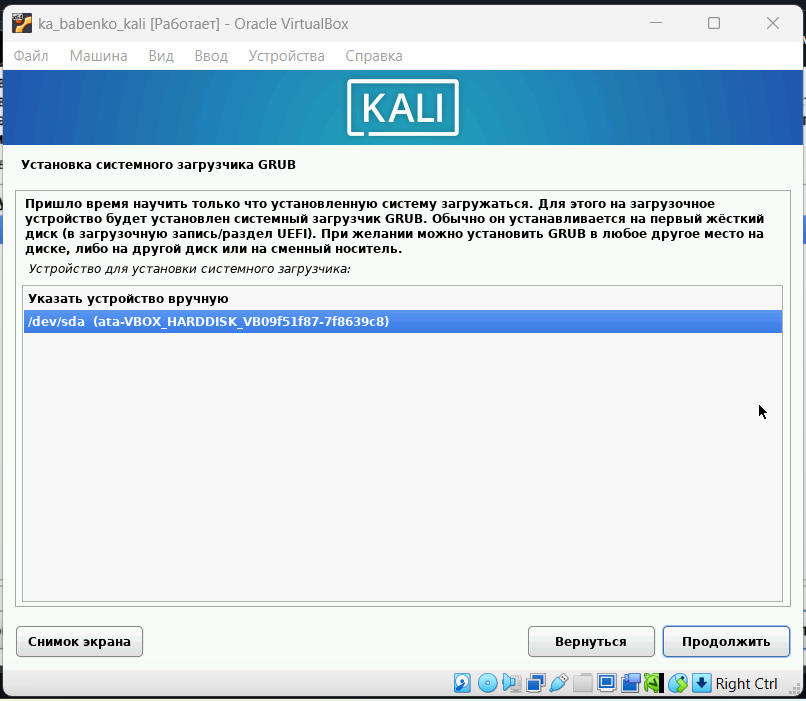 ka_babenko_kali [Работает] - Oracle VirtualBox
Файл Машина Вид Ввод Устройства Справка
KALI
Установка системного загрузчика GRUB
Пришло время научить только что установленную систему загружаться. Для этого на загрузочное
устройство будет установлен системный загрузчик GRUB. Обычно он устанавливается на первый жёсткий
диск (в загрузочную запись/раздел UEFI). При желании можно установить GRUB в любое другое место на
диске, либо на другой диск или на сменный носитель.
Устройство для установки системного загрузчика:
Указать устройство вручную
/dev/sda (ata-VBOX_HARDDISK_VB09f51f87-7f8639c8)
Снимок экрана Вернуться Продолжить
Right Ctrl